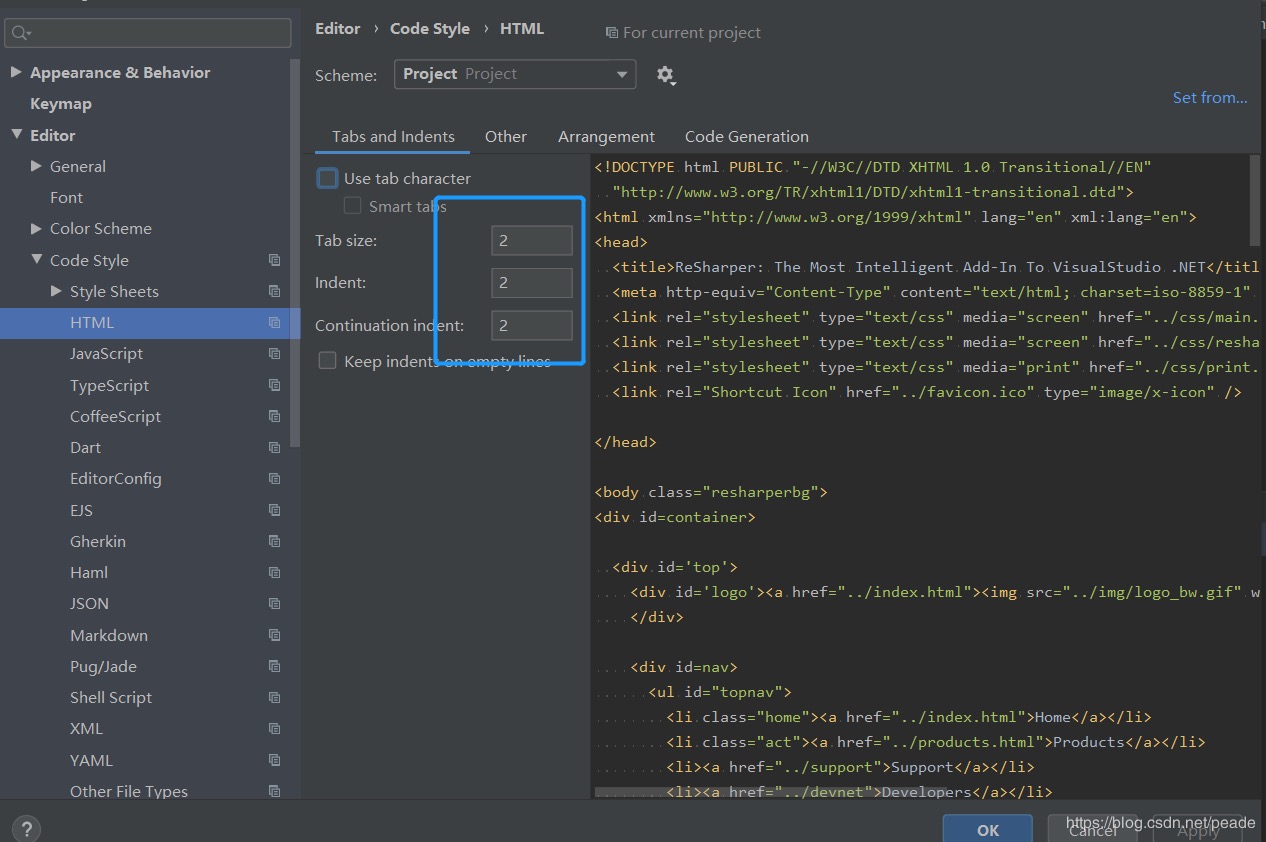 Editor › Code Style › HTML
For current project
Scheme:
Project Project
Set from...
Appearance & Behavior
Keymap
Editor
General
Font
Color Scheme
Code Style
Style Sheets
HTML
JavaScript
TypeScript
CoffeeScript
Dart
EditorConfig
EJS
Gherkin
Haml
JSON
Markdown
Pug/Jade
Shell Script
XML
YAML
Other File Types
Tabs and Indents
Other
Arrangement
Code Generation
Use tab character
Smart tabs
Tab size: 2
Indent: 2
Continuation indent: 2
Keep indents on empty lines
<!DOCTYPE html PUBLIC "-//W3C//DTD XHTML 1.0 Transitional//EN"
"http://www.w3.org/TR/xhtml1/DTD/xhtml1-transitional.dtd">
<html xmlns="http://www.w3.org/1999/xhtml" lang="en" xml:lang="en">
<head>
<title>ReSharper: The Most Intelligent Add-In To VisualStudio .NET</titl
<meta http-equiv="Content-Type" content="text/html; charset=iso-8859-1"
<link rel="stylesheet" type="text/css" media="screen" href="../css/main.
<link rel="stylesheet" type="text/css" media="screen" href="../css/resha
<link rel="stylesheet" type="text/css" media="print" href="../css/print.
<link rel="Shortcut Icon" href="../favicon.ico" type="image/x-icon" />
</head>
<body class="resharperbg">
<div id=container>
<div id='top'>
<div id='logo'><a href="../index.html"><img src="../img/logo_bw.gif" w
</div>
<div id=nav>
<ul id="topnav">
<li class="home"><a href="../index.html">Home</a></li>
<li class="act"><a href="../products.html">Products</a></li>
<li><a href="../support">Support</a></li>
<li><a href="../devnet">Developers</a></li>
?
OK
Cancel
Apply
https://blog.csdn.net/peade